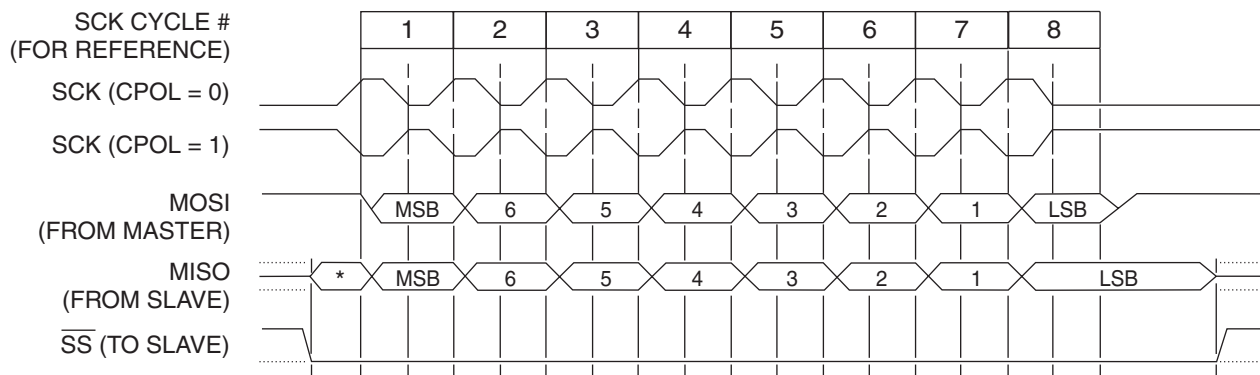 SCK CYCLE # 1 2 3 4 5 6 7 8
(FOR REFERENCE)
SCK (CPOL = 0)
SCK (CPOL = 1)
MOSI MSB 6 5 4 3 2 1 LSB
(FROM MASTER)
MISO * MSB 6 5 4 3 2 1 LSB
(FROM SLAVE)
SS (TO SLAVE)